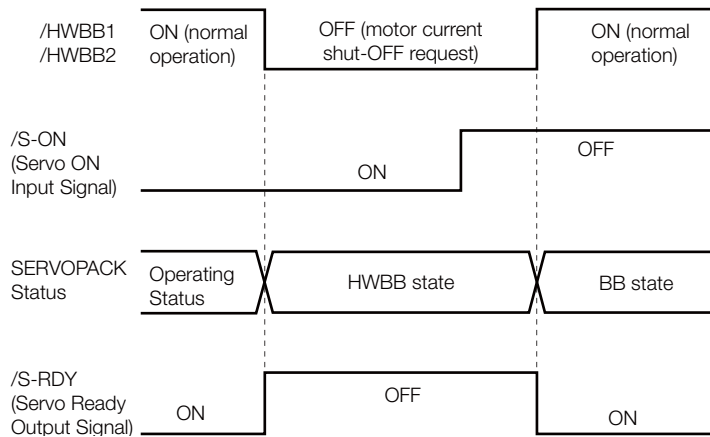 /HWBB1
/HWBB2
ON (normal
operation)
OFF (motor current
shut-OFF request)
ON (normal
operation)
/S-ON
(Servo ON
Input Signal)
ON
OFF
SERVOPACK
Status
Operating
Status
HWBB state
BB state
/S-RDY
(Servo Ready
Output Signal)
ON
OFF
ON